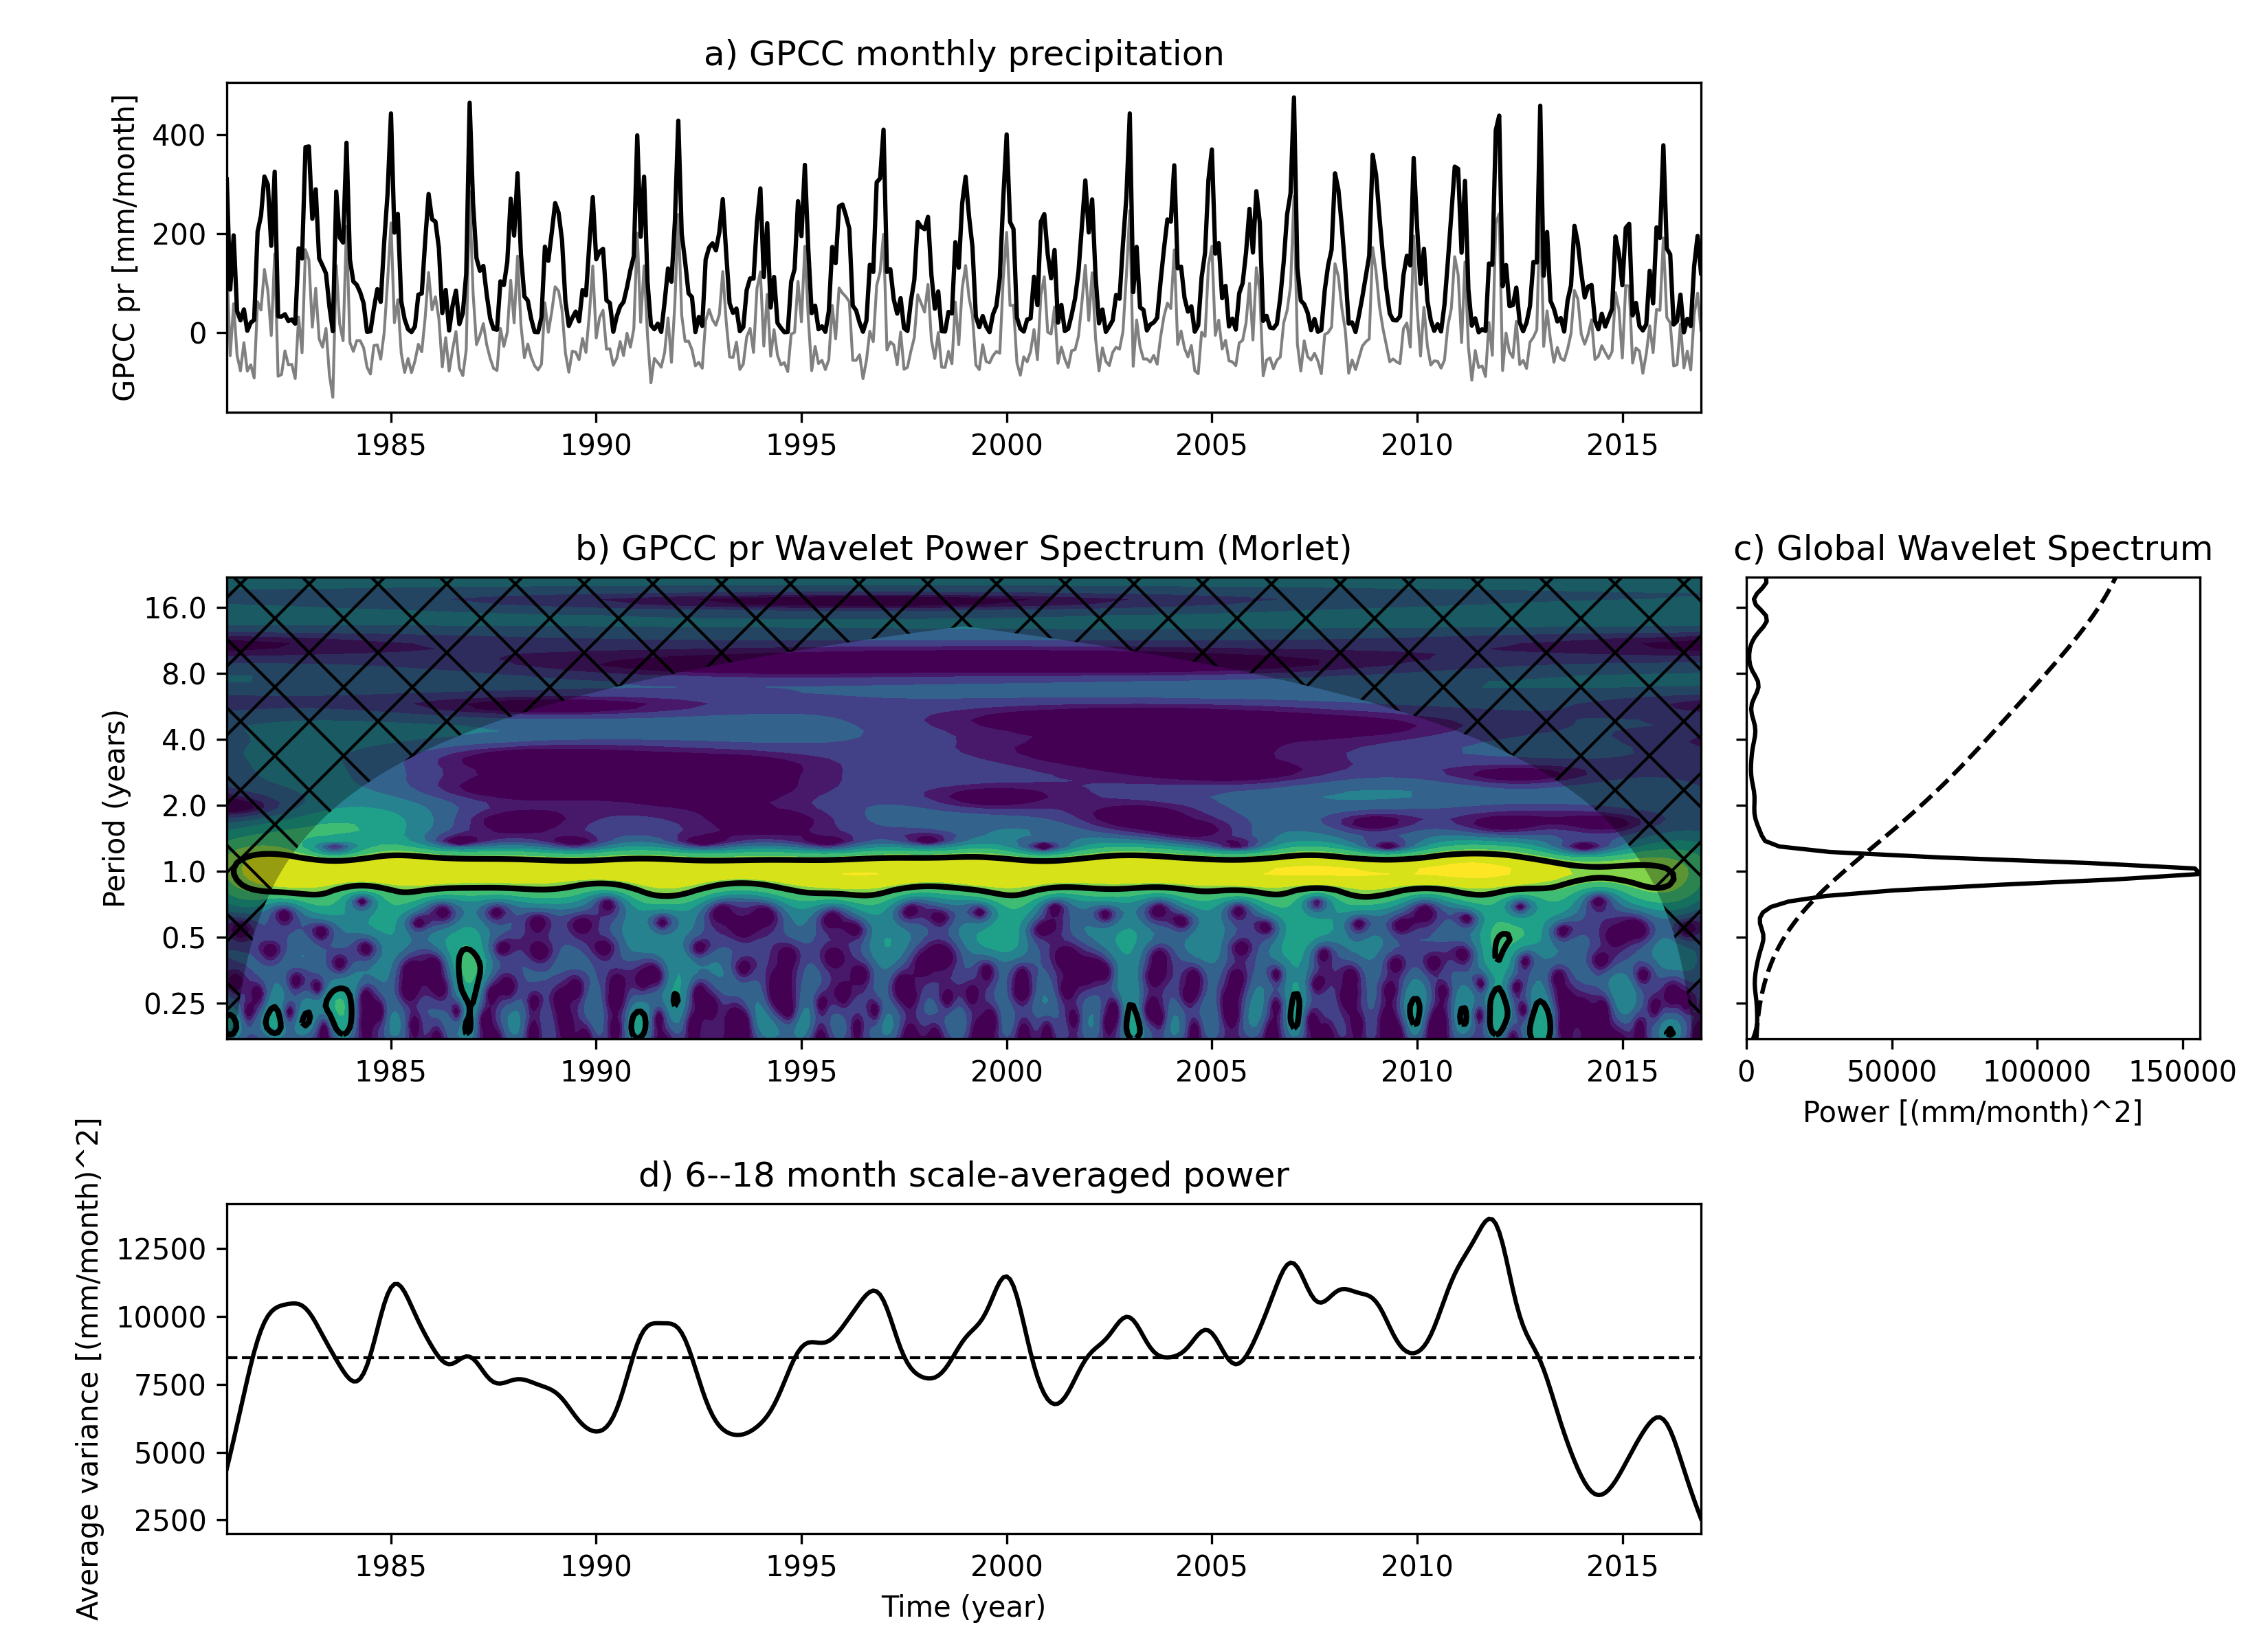 a) GPCC monthly precipitation
GPCC pr [mm/month]
400
200
0
1985 1990 1995 2000 2005 2010 2015
b) GPCC pr Wavelet Power Spectrum (Morlet)
Period (years)
16.0
8.0
4.0
2.0
1.0
0.5
0.25
1985 1990 1995 2000 2005 2010 2015
c) Global Wavelet Spectrum
0 50000 100000 150000
Power [(mm/month)^2]
d) 6--18 month scale-averaged power
Average variance [(mm/month)^2]
12500
10000
7500
5000
2500
1985 1990 1995 2000 2005 2010 2015
Time (year)